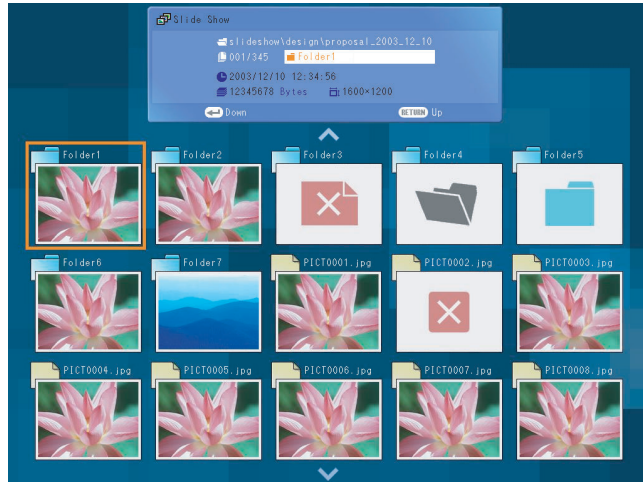 Slide Show
slideshow\design\proposal_2003_12_10
001/345 Folder1
2003/12/10 12:34:56
12345678 Bytes 1600×1200
Down RETURN Up
Folder1 Folder2 Folder3 Folder4 Folder5
Folder6 Folder7 PICT0001.jpg PICT0002.jpg PICT0003.jpg
PICT0004.jpg PICT0005.jpg PICT0006.jpg PICT0007.jpg PICT0008.jpg